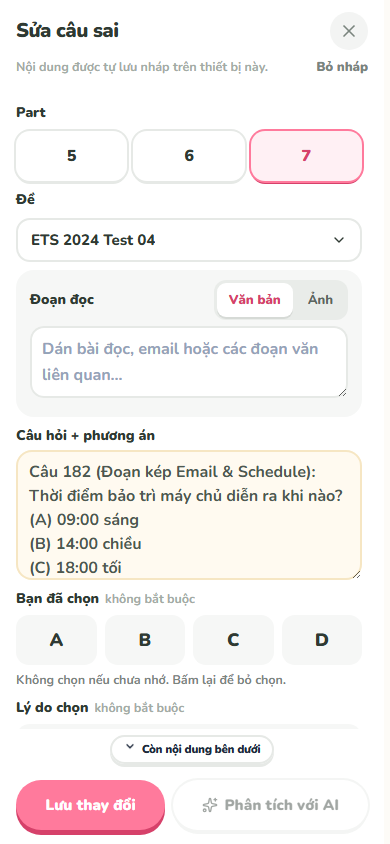 Sửa câu sai
Nội dung được tự lưu nháp trên thiết bị này.
Bỏ nháp
Part
5
6
7
Đề
ETS 2024 Test 04
Đoạn đọc
Văn bản
Ảnh
Dán bài đọc, email hoặc các đoạn văn
liên quan...
Câu hỏi + phương án
Câu 182 (Đoạn kép Email & Schedule):
Thời điểm bảo trì máy chủ diễn ra khi nào?
(A) 09:00 sáng
(B) 14:00 chiều
(C) 18:00 tối
Bạn đã chọn không bắt buộc
A
B
C
D
Không chọn nếu chưa nhớ. Bấm lại để bỏ chọn.
Lý do chọn không bắt buộc
Còn nội dung bên dưới
Lưu thay đổi
Phân tích với AI